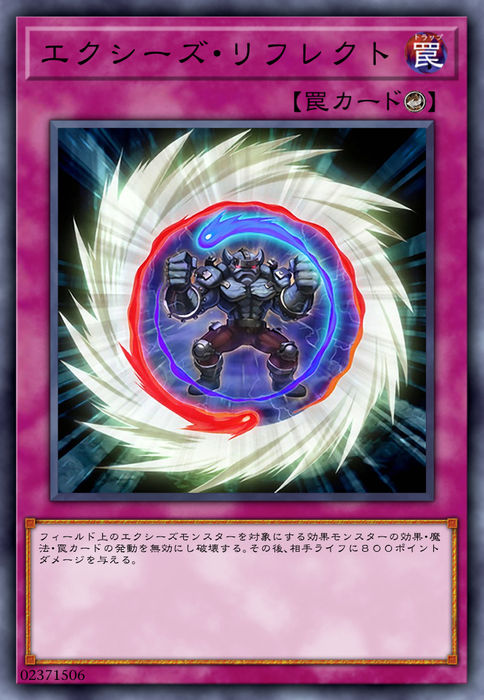 エクシーズ・リフレクト
トラップ
罠
【罠カード】
フィールド上のエクシーズモンスターを対象にする効果モンスターの効果・魔
法・罠カードの発動を無効にし破壊する。その後、相手ライフに８００ポイント
ダメージを与える。
02371506